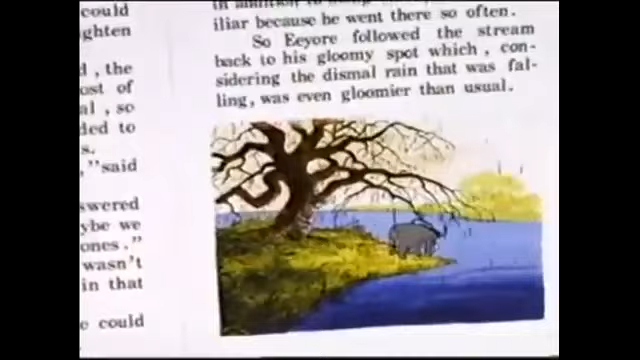 could
ghten
, the
ost of
al , so
ded to
s.
,"said
swered
ybe we
ones ."
wasn't
in that
e could
iliar because he went there so often.
So Eeyore followed the stream
back to his gloomy spot which , con-
sidering the dismal rain that was fal-
ling, was even gloomier than usual.